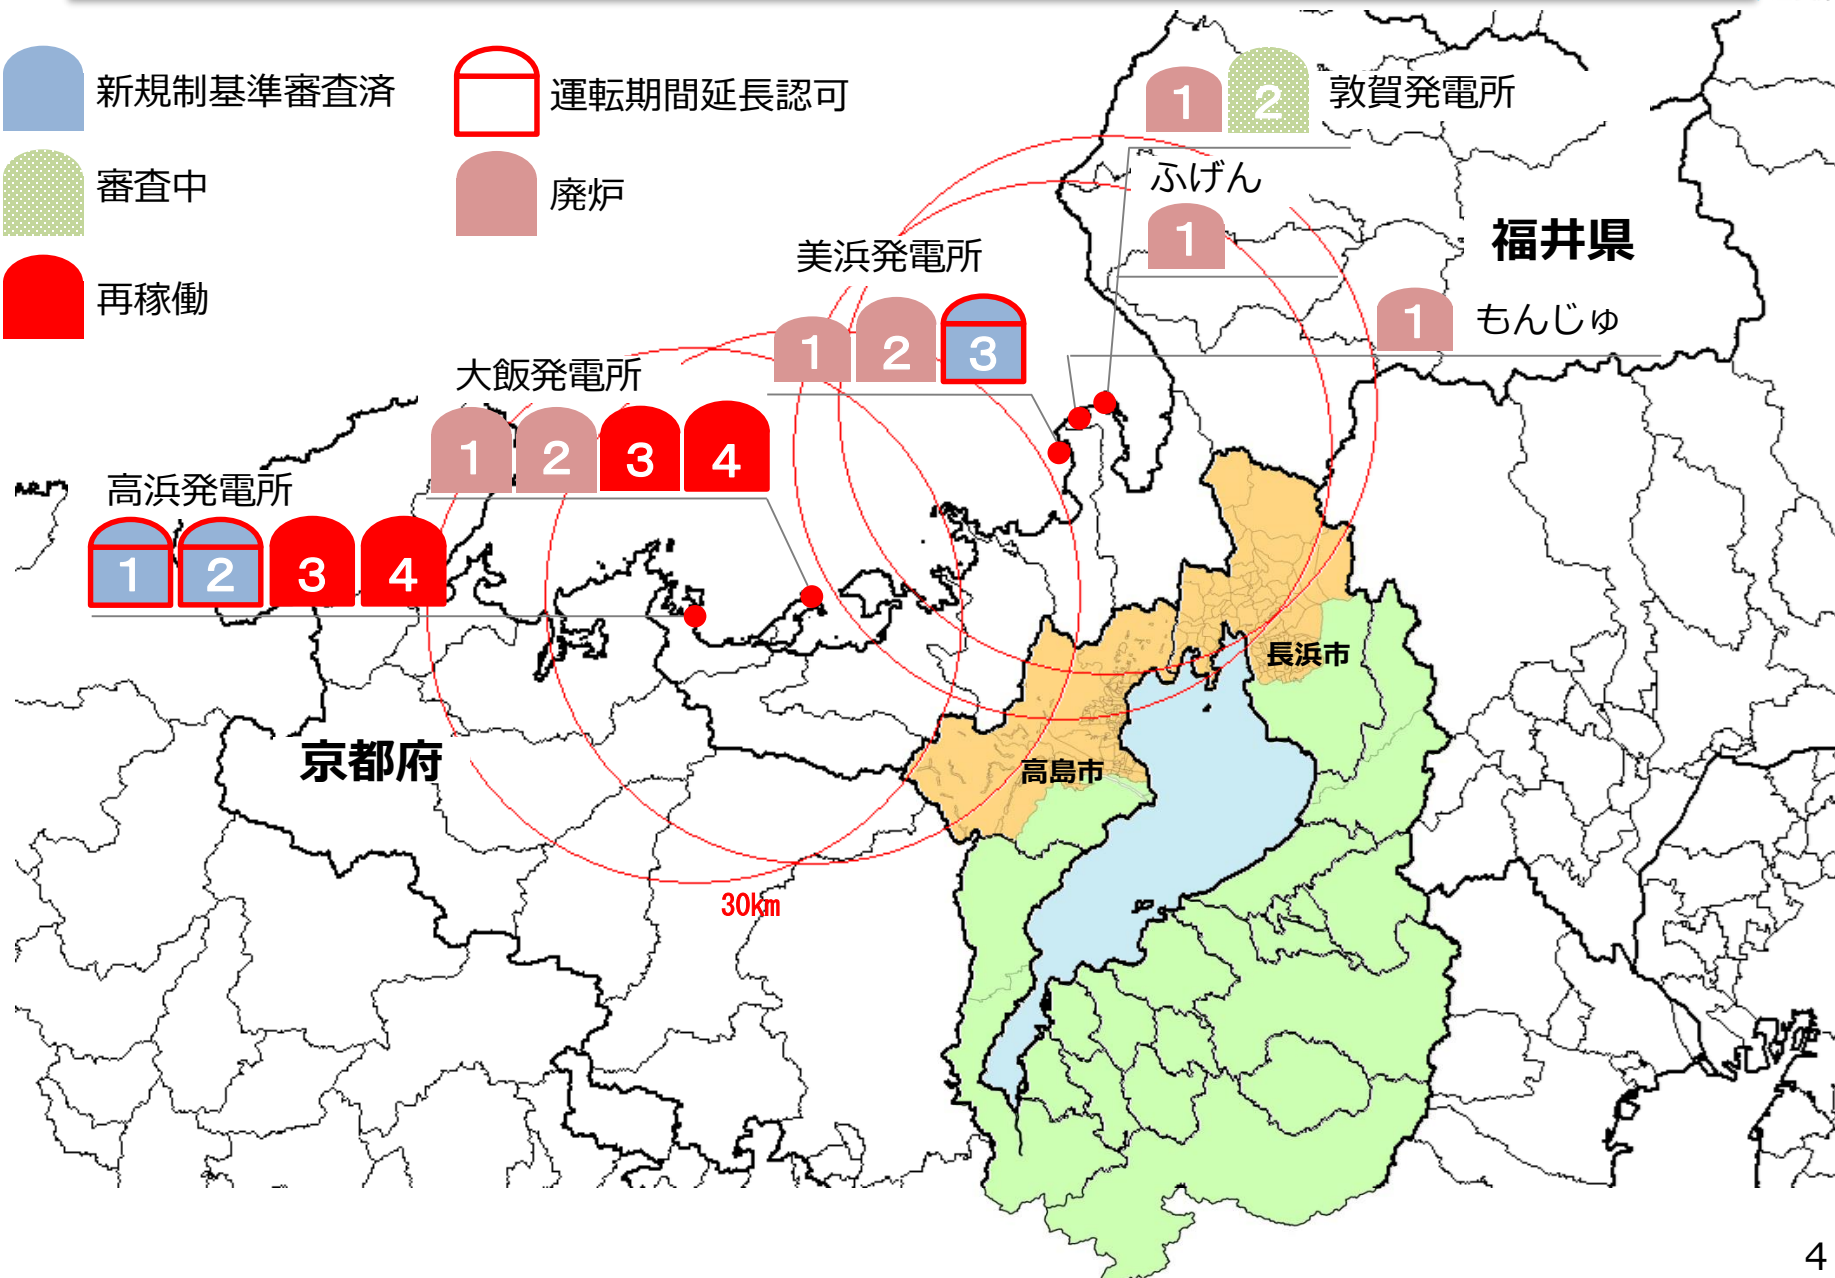 新規制基準審査済
運転期間延長認可
審査中
廃炉
再稼働
1 2 敦賀発電所
ふげん
1
福井県
1 もんじゅ
美浜発電所
1 2 3
大飯発電所
1 2 3 4
高浜発電所
1 2 3 4
長浜市
高島市
京都府
30km
4